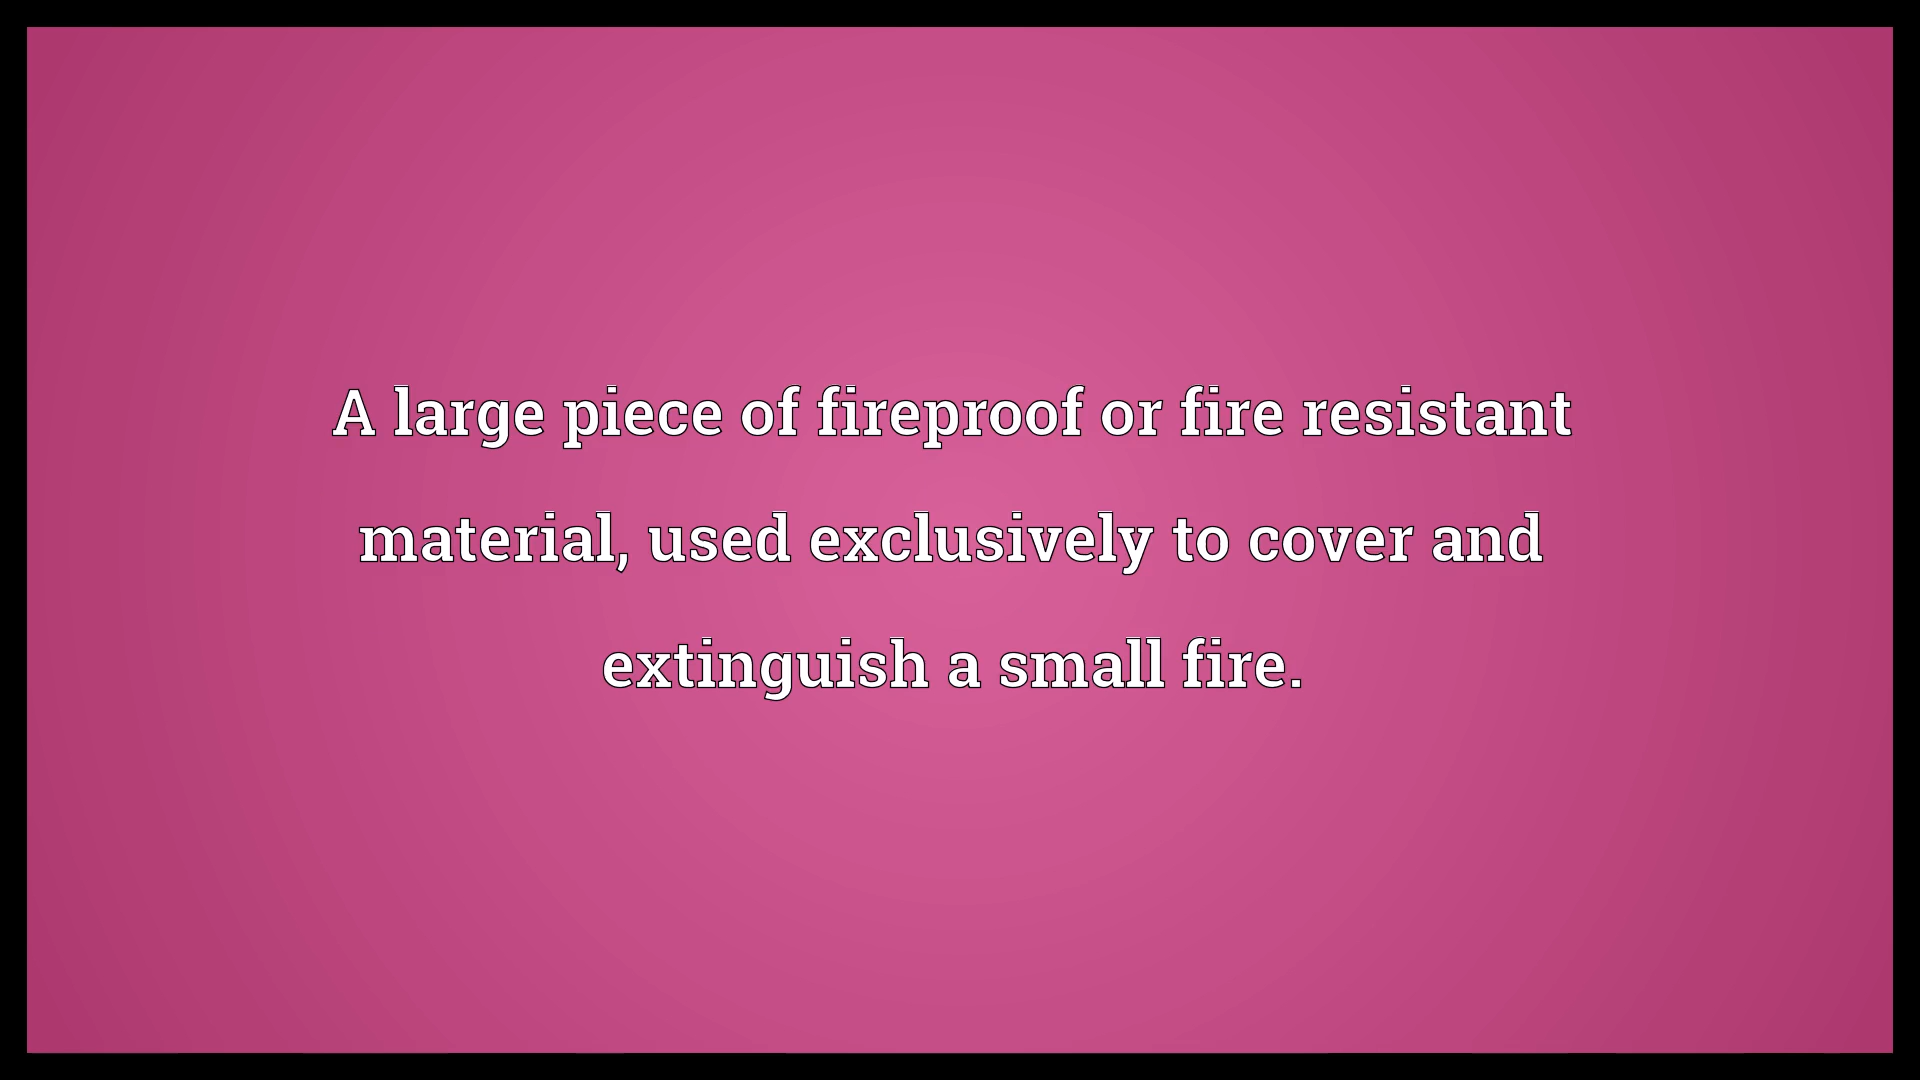 A large piece of fireproof or fire resistant
material, used exclusively to cover and
extinguish a small fire.